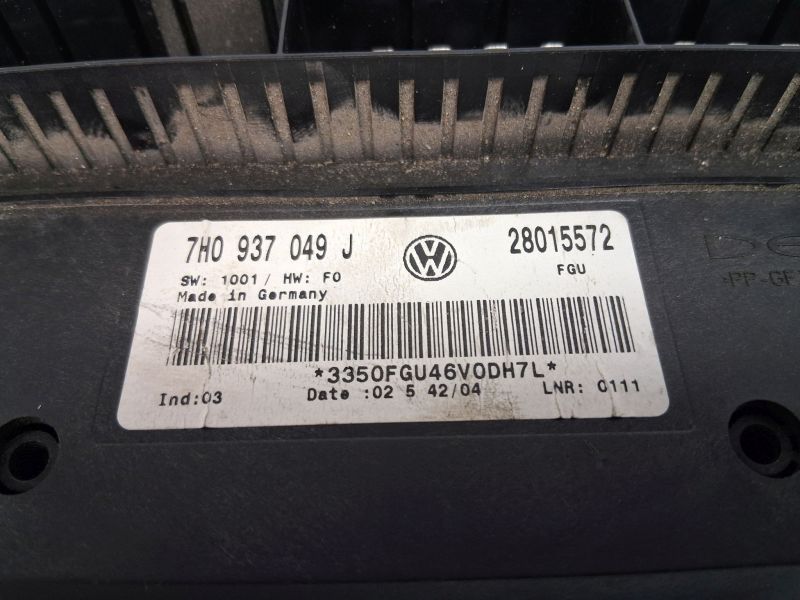 7H0 937 049 J
28015572
SW: 1001/ HW: F0
FGU
Made in Germany
*3350FGU46V0DH7L*
Ind:03
Date :02 5 42/04
LNR: 0111